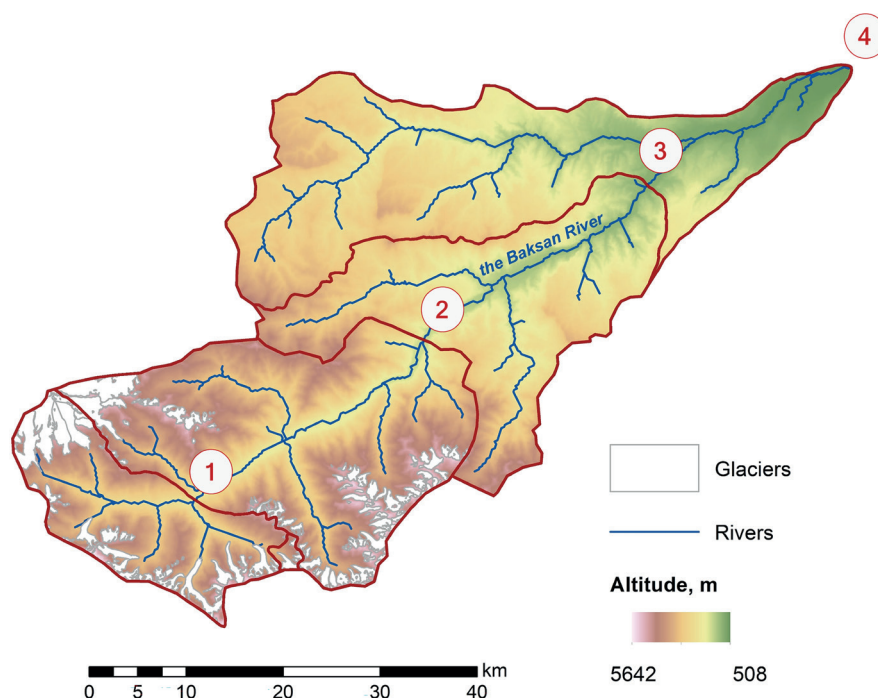 4
3
the Baksan River
2
1
Glaciers
Rivers
Altitude, m
5642 508
km
0 5 10 20 30 40